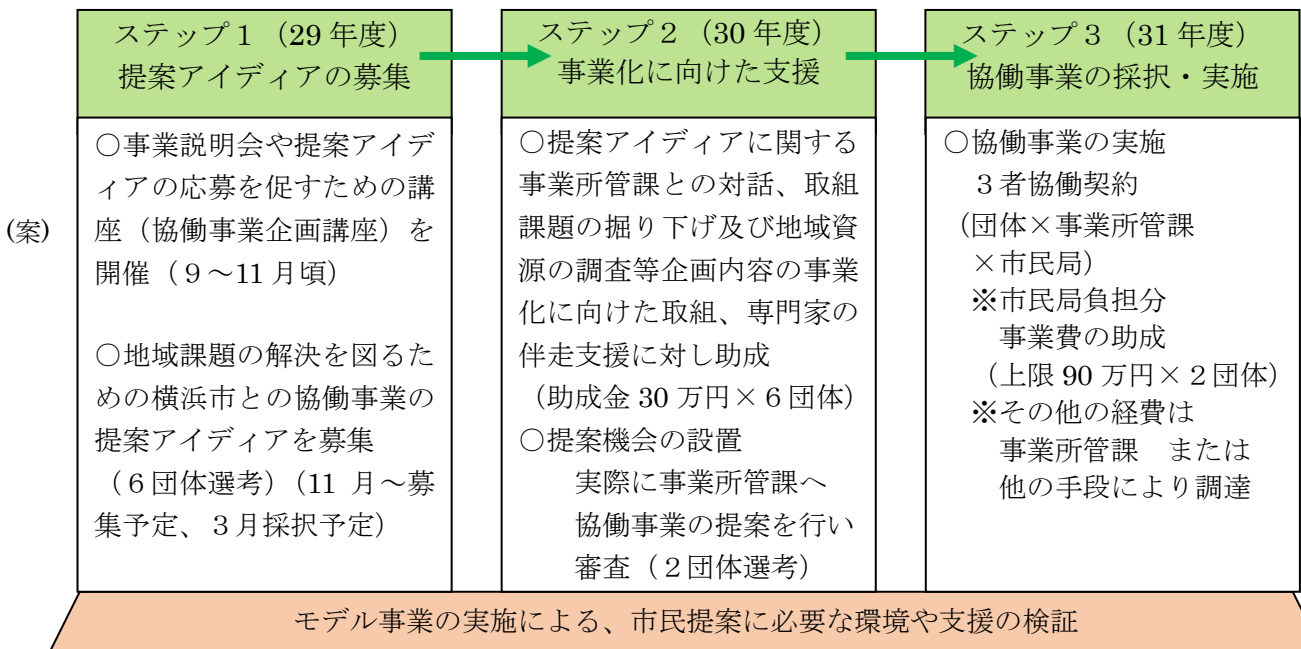 (案)
ステップ１（29 年度）
提案アイディアの募集
○事業説明会や提案アイデ
ィアの応募を促すための講
座（協働事業企画講座）を
開催（９～11 月頃）
○地域課題の解決を図るた
めの横浜市との協働事業の
提案アイディアを募集
（６団体選考）（11 月～募
集予定、３月採択予定）
ステップ２（30 年度）
事業化に向けた支援
○提案アイディアに関する
事業所管課との対話、取組
課題の掘り下げ及び地域資
源の調査等企画内容の事業
化に向けた取組、専門家の
伴走支援に対し助成
（助成金 30 万円×６団体）
○提案機会の設置
実際に事業所管課へ
協働事業の提案を行い
審査（２団体選考）
ステップ３（31 年度）
協働事業の採択・実施
○協働事業の実施
３者協働契約
（団体×事業所管課
×市民局）
※市民局負担分
事業費の助成
（上限 90 万円×２団体）
※その他の経費は
事業所管課　または
他の手段により調達
モデル事業の実施による、市民提案に必要な環境や支援の検証